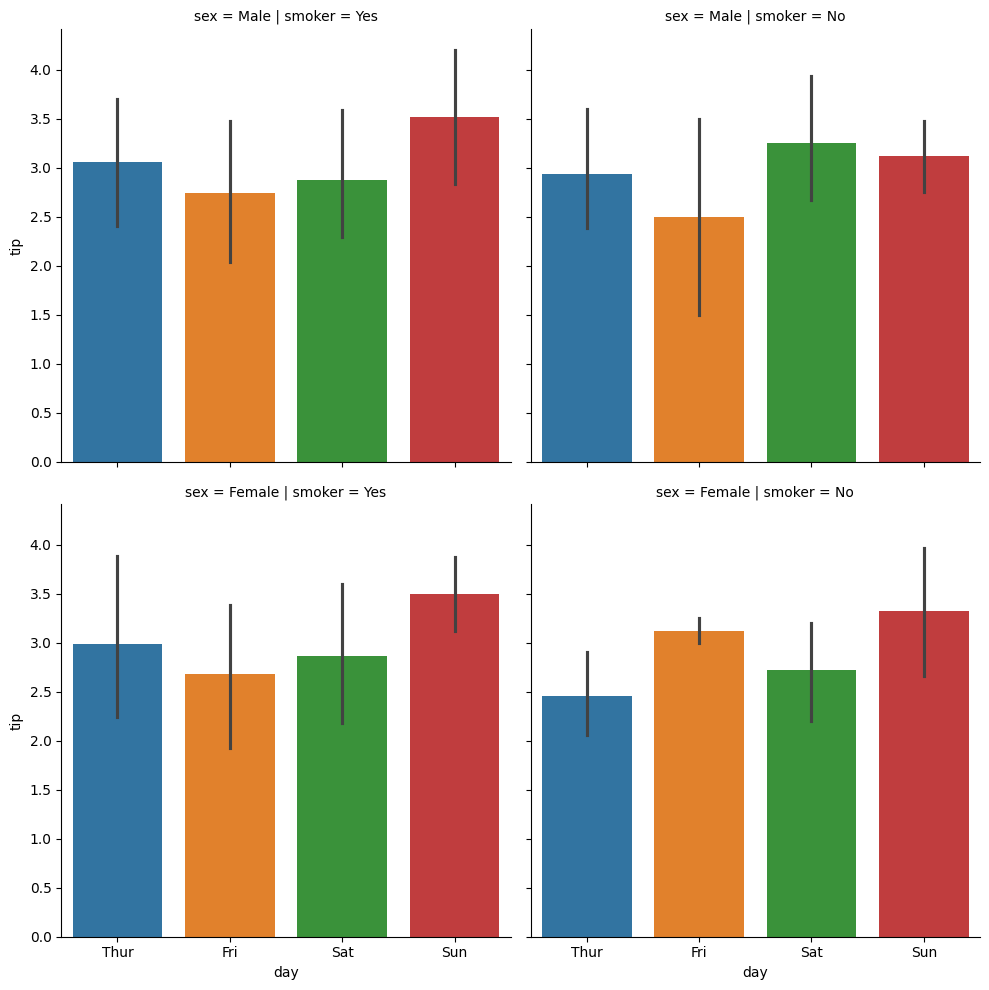 sex = Male | smoker = Yes
sex = Male | smoker = No
4.0
3.5
3.0
2.5
2.0
1.5
1.0
0.5
0.0
tip
sex = Female | smoker = Yes
sex = Female | smoker = No
4.0
3.5
3.0
2.5
2.0
1.5
1.0
0.5
0.0
tip
Thur Fri Sat Sun
Thur Fri Sat Sun
day
day